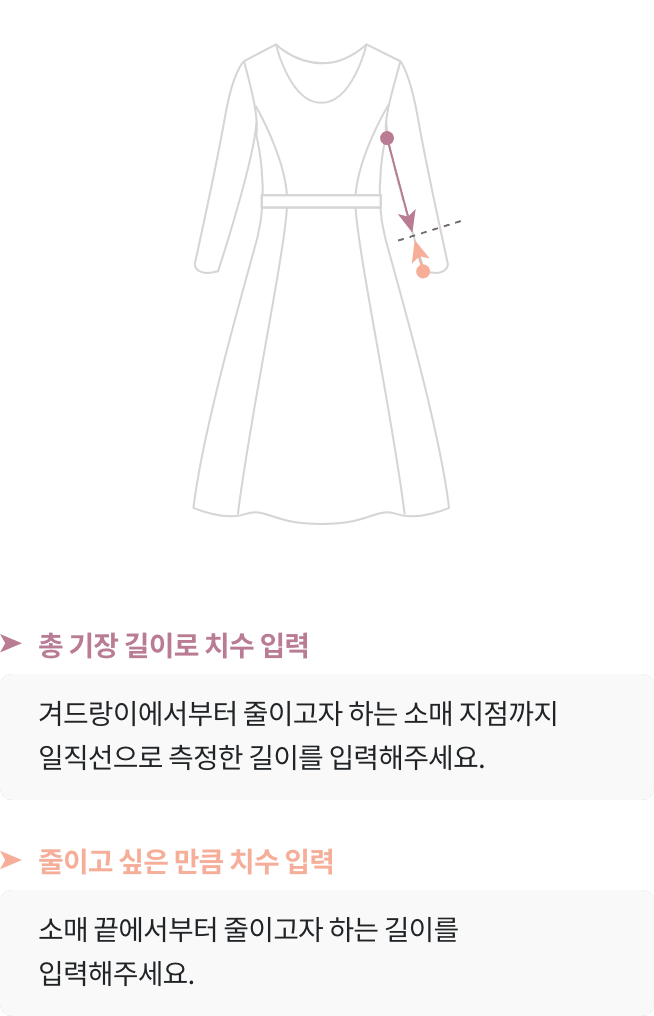 총 기장 길이로 치수 입력
겨드랑이에서부터 줄이고자 하는 소매 지점까지
일직선으로 측정한 길이를 입력해주세요.
줄이고 싶은 만큼 치수 입력
소매 끝에서부터 줄이고자 하는 길이를
입력해주세요.